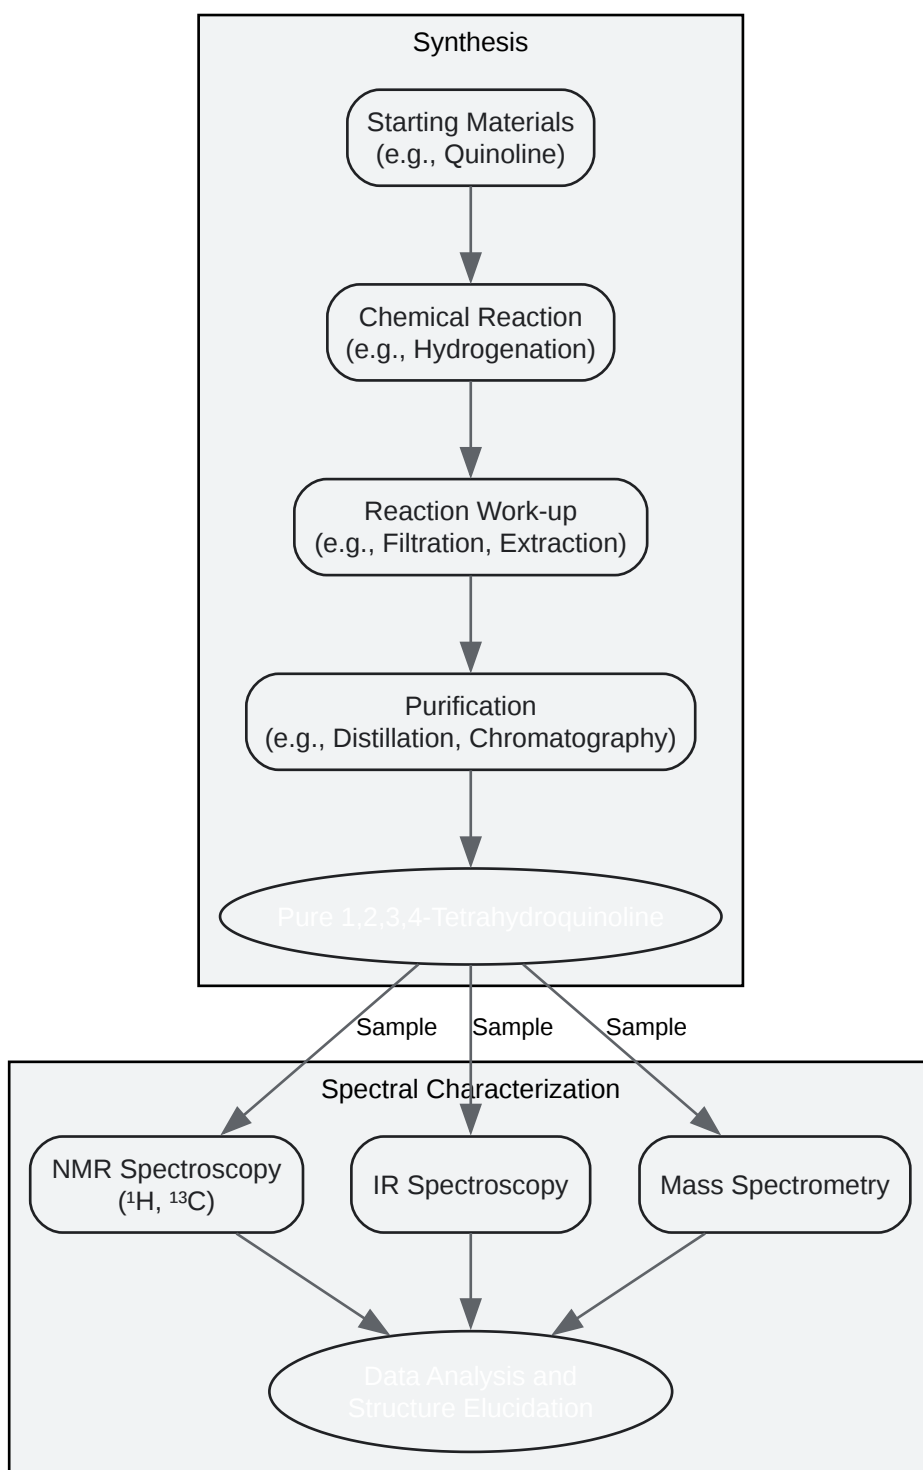 Synthesis
Starting Materials
(e.g., Quinoline)
Chemical Reaction
(e.g., Hydrogenation)
Reaction Work-up
(e.g., Filtration, Extraction)
Purification
(e.g., Distillation, Chromatography)
Pure 1,2,3,4-Tetrahydroquinoline
Sample
Sample
Sample
Spectral Characterization
NMR Spectroscopy
(¹H, ¹³C)
IR Spectroscopy
Mass Spectrometry
Data Analysis and
Structure Elucidation